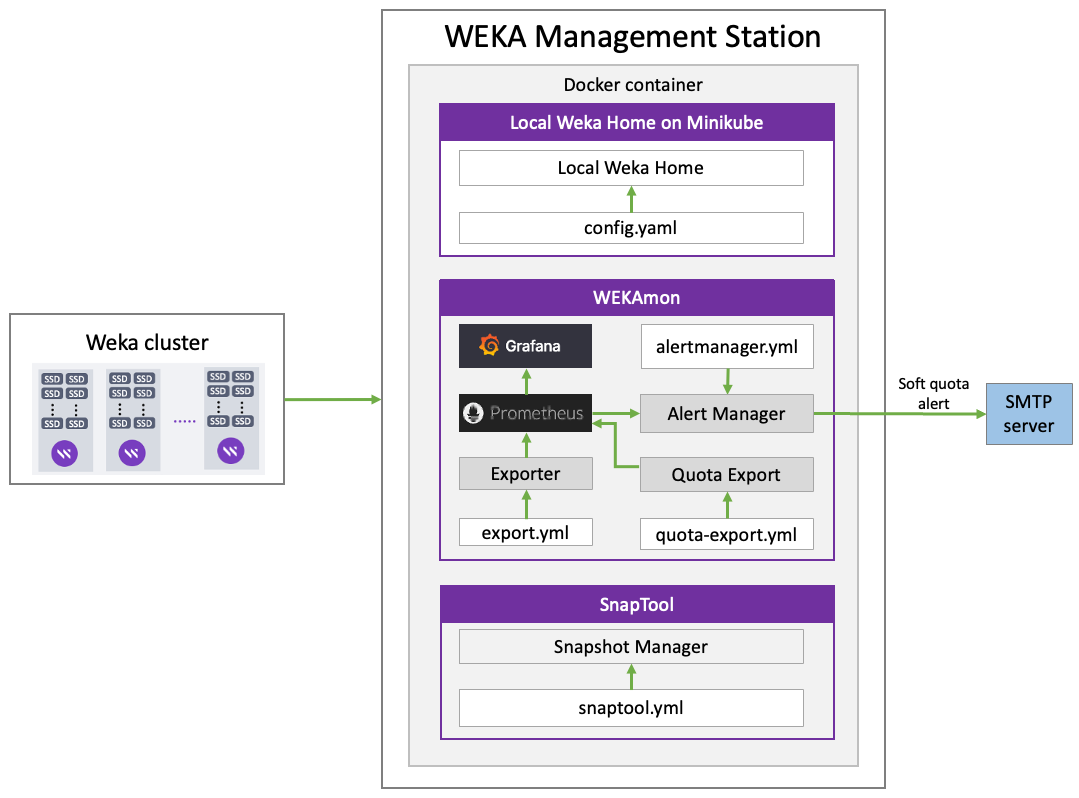 WEKA Management Station
Docker container
Local Weka Home on Minikube
Local Weka Home
config.yaml
WEKAmon
Grafana
alertmanager.yml
Prometheus
Alert Manager
Exporter
Quota Export
export.yml
quota-export.yml
SnapTool
Snapshot Manager
snaptool.yml
Weka cluster
SSD SSD SSD SSD SSD SSD
SSD SSD SSD SSD SSD SSD
SSD SSD SSD SSD SSD SSD
Soft quota
alert
SMTP
server